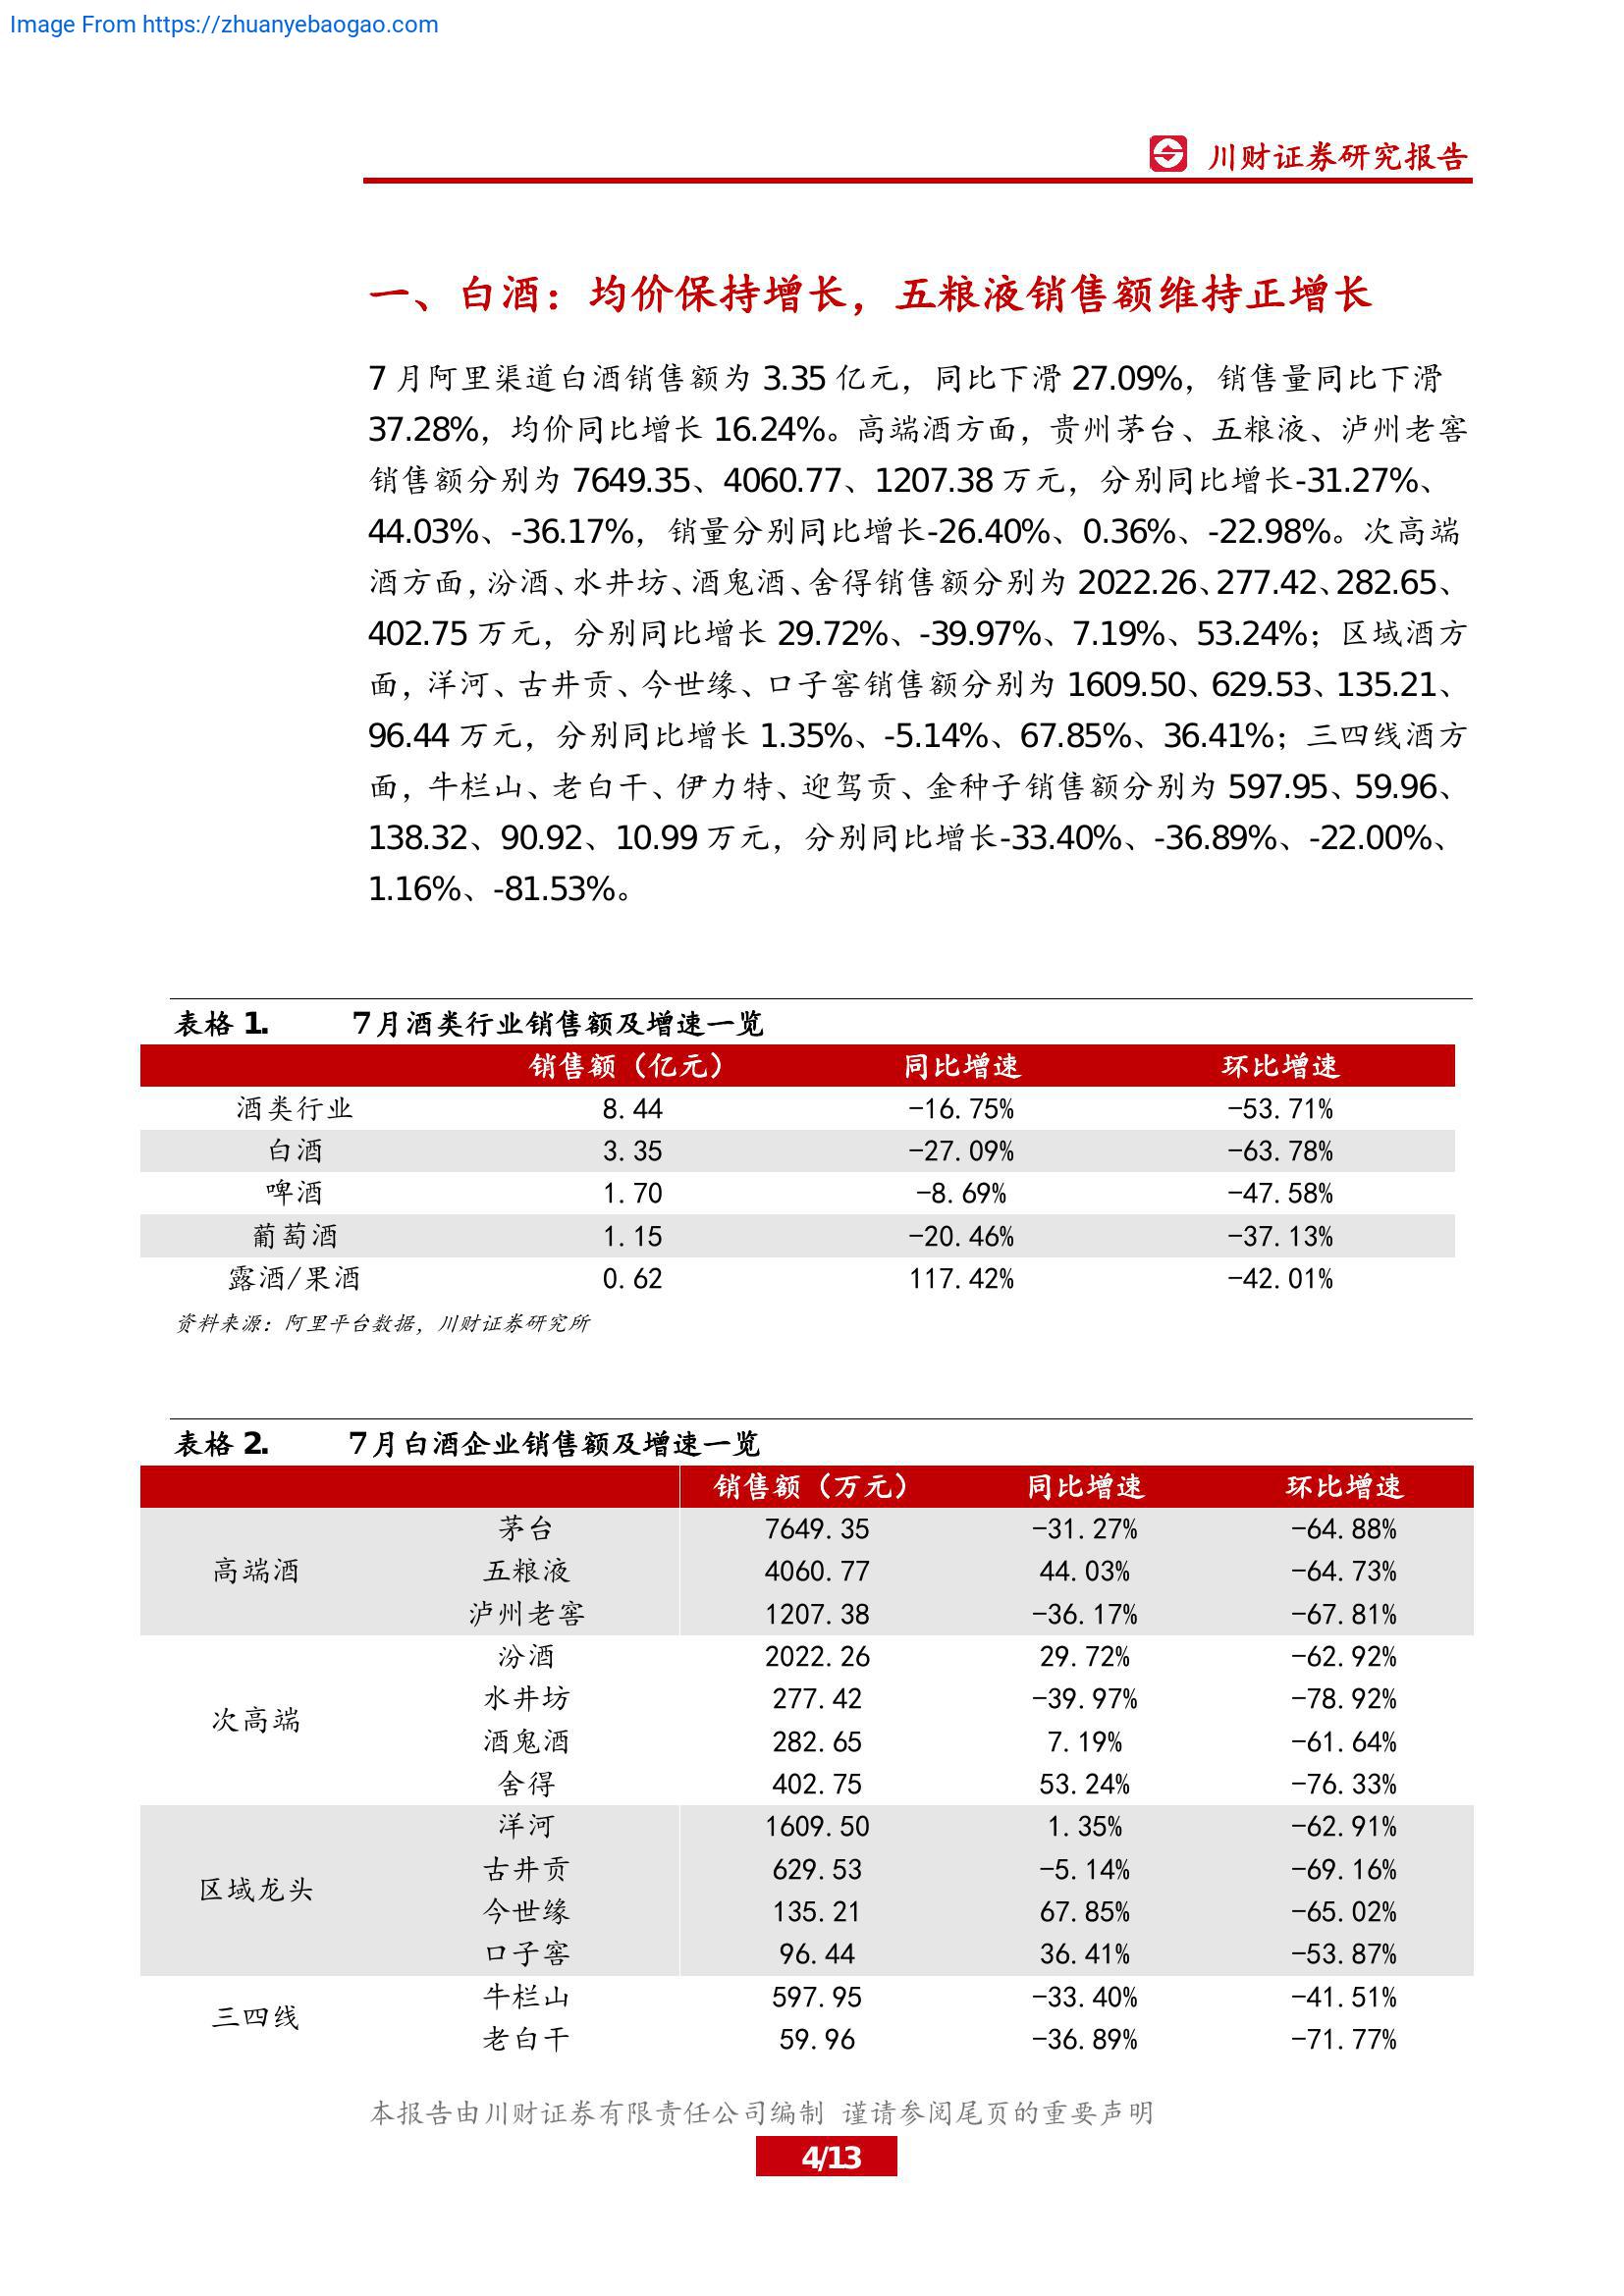 Image From https://zhuanyebaogao.com
川财证券研究报告
一、白酒：均价保持增长，五粮液销售额维持正增长
7 月阿里渠道白酒销售额为 3.35 亿元，同比下滑 27.09%，销售量同比下滑
37.28%，均价同比增长 16.24%。高端酒方面，贵州茅台、五粮液、泸州老窖
销售额分别为 7649.35、4060.77、1207.38 万元，分别同比增长-31.27%、
44.03%、-36.17%，销量分别同比增长-26.40%、0.36%、-22.98%。次高端
酒方面，汾酒、水井坊、酒鬼酒、舍得销售额分别为 2022.26、277.42、282.65、
402.75 万元，分别同比增长 29.72%、-39.97%、7.19%、53.24%；区域酒方
面，洋河、古井贡、今世缘、口子窖销售额分别为 1609.50、629.53、135.21、
96.44 万元，分别同比增长 1.35%、-5.14%、67.85%、36.41%；三四线酒方
面，牛栏山、老白干、伊力特、迎驾贡、金种子销售额分别为 597.95、59.96、
138.32、90.92、10.99 万元，分别同比增长-33.40%、-36.89%、-22.00%、
1.16%、-81.53%。
表格 1. 7月酒类行业销售额及增速一览
销售额（亿元） 同比增速 环比增速
酒类行业 8.44 -16.75% -53.71%
白酒 3.35 -27.09% -63.78%
啤酒 1.70 -8.69% -47.58%
葡萄酒 1.15 -20.46% -37.13%
露酒/果酒 0.62 117.42% -42.01%
资料来源：阿里平台数据，川财证券研究所
表格 2. 7月白酒企业销售额及增速一览
销售额（万元） 同比增速 环比增速
茅台 7649.35 -31.27% -64.88%
高端酒 五粮液 4060.77 44.03% -64.73%
泸州老窖 1207.38 -36.17% -67.81%
汾酒 2022.26 29.72% -62.92%
水井坊 277.42 -39.97% -78.92%
次高端
酒鬼酒 282.65 7.19% -61.64%
舍得 402.75 53.24% -76.33%
洋河 1609.50 1.35% -62.91%
古井贡 629.53 -5.14% -69.16%
区域龙头
今世缘 135.21 67.85% -65.02%
口子窖 96.44 36.41% -53.87%
牛栏山 597.95 -33.40% -41.51%
三四线
老白干 59.96 -36.89% -71.77%
本报告由川财证券有限责任公司编制 谨请参阅尾页的重要声明
4/13